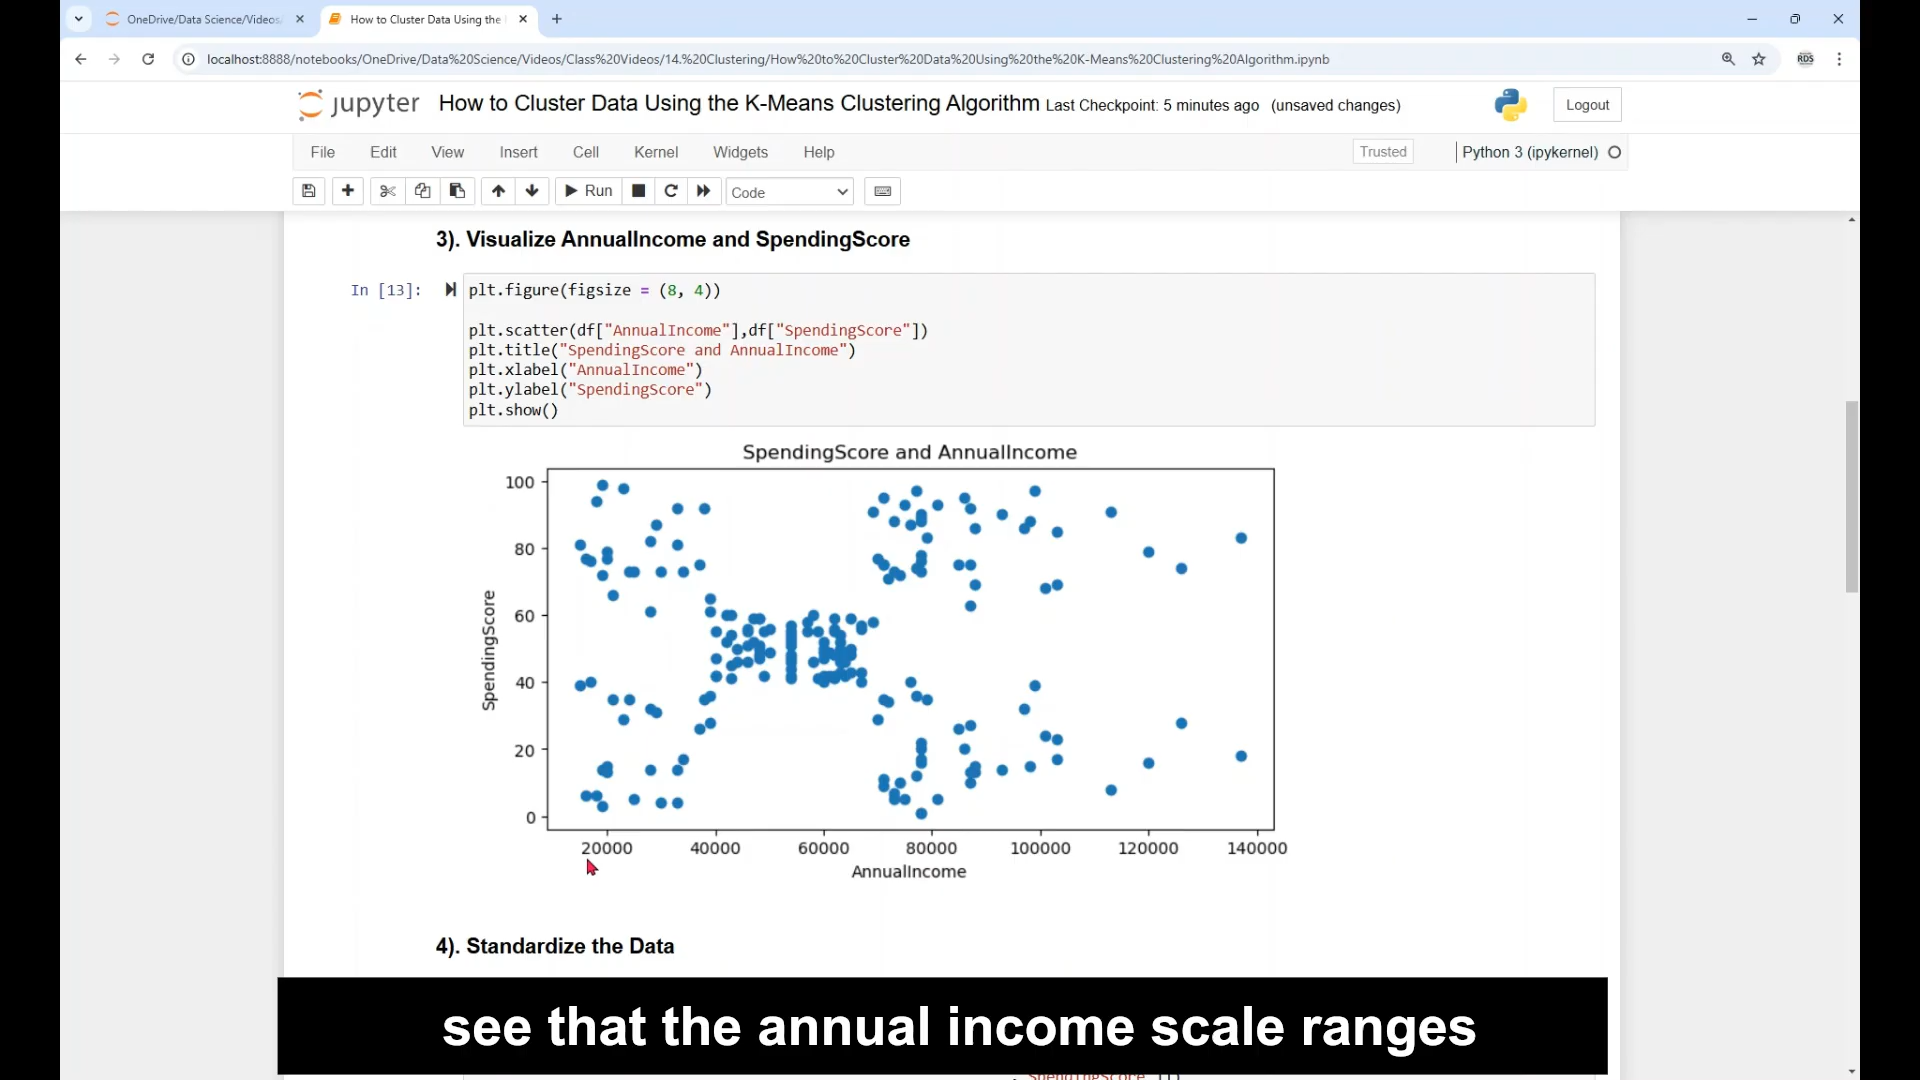 OneDrive/Data Science/Videos/
How to Cluster Data Using the
localhost:8888/notebooks/OneDrive/Data%20Science/Videos/Class%20Videos/14.%20Clustering/How%20to%20Cluster%20Data%20Using%20the%20K-Means%20Clustering%20Algorithm.ipynb
RDS
jupyter How to Cluster Data Using the K-Means Clustering Algorithm Last Checkpoint: 5 minutes ago (unsaved changes)
Logout
File Edit View Insert Cell Kernel Widgets Help
Trusted
Python 3 (ipykernel)
Run
Code
3). Visualize AnnualIncome and SpendingScore
In [13]:
plt.figure(figsize = (8, 4))
plt.scatter(df["AnnualIncome"],df["SpendingScore"])
plt.title("SpendingScore and AnnualIncome")
plt.xlabel("AnnualIncome")
plt.ylabel("SpendingScore")
plt.show()
SpendingScore and AnnualIncome
100
80
60
40
20
0
SpendingScore
20000 40000 60000 80000 100000 120000 140000
AnnualIncome
4). Standardize the Data
see that the annual income scale ranges